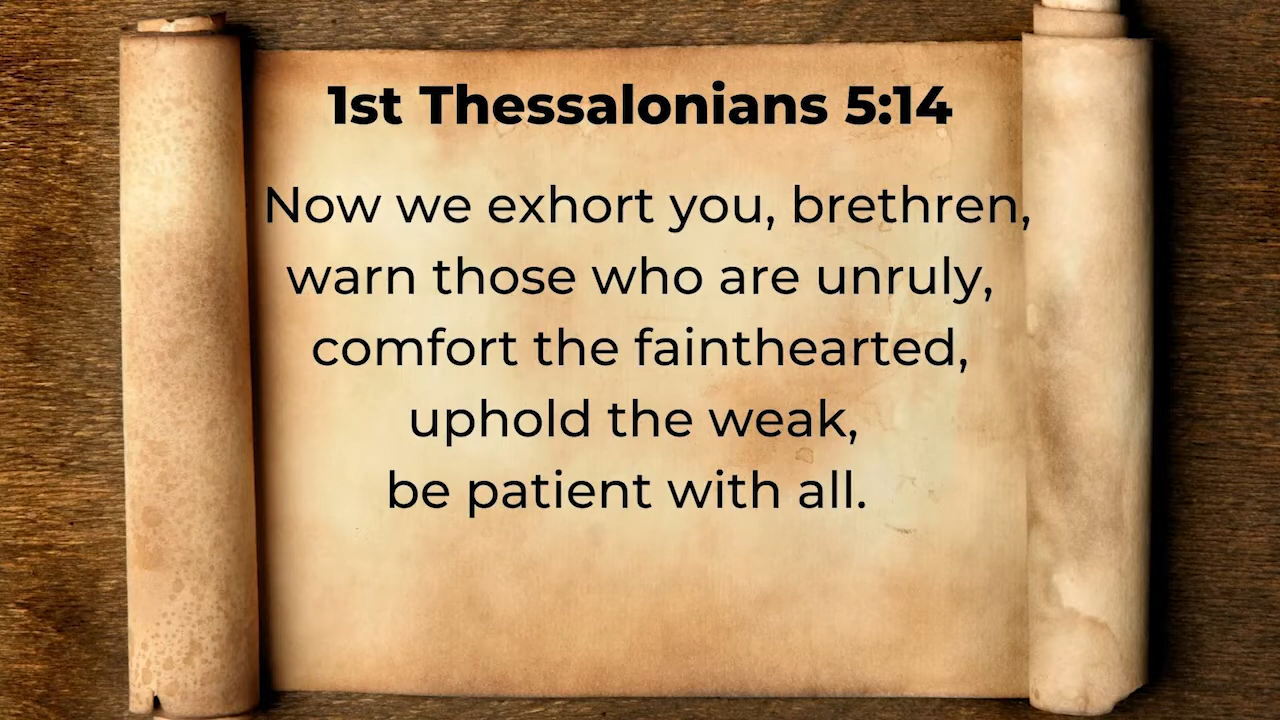 1st Thessalonians 5:14
Now we exhort you, brethren,
warn those who are unruly,
comfort the fainthearted,
uphold the weak,
be patient with all.